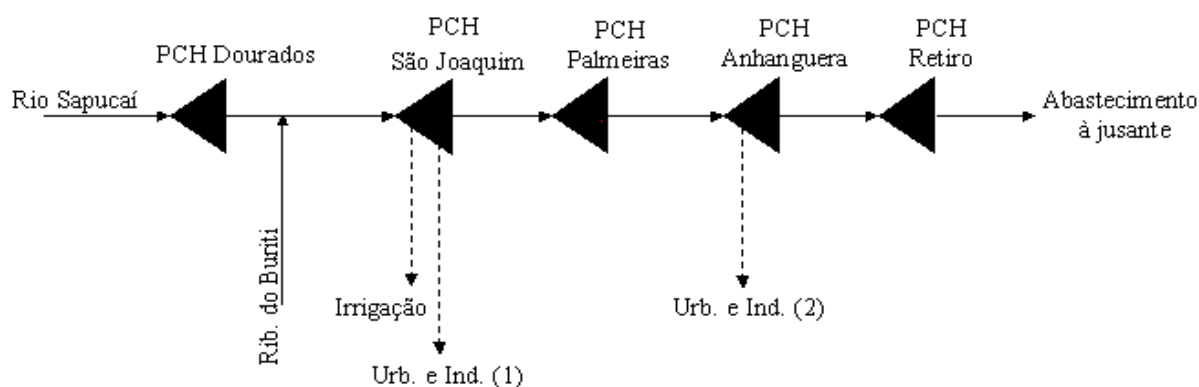 PCH Dourados
PCH
São Joaquim
PCH
Palmeiras
PCH
Anhanguera
PCH
Retiro
Rio Sapucaí
Abastecimento
à jusante
Rib. do Buriti
Irrigação
Urb. e Ind. (1)
Urb. e Ind. (2)